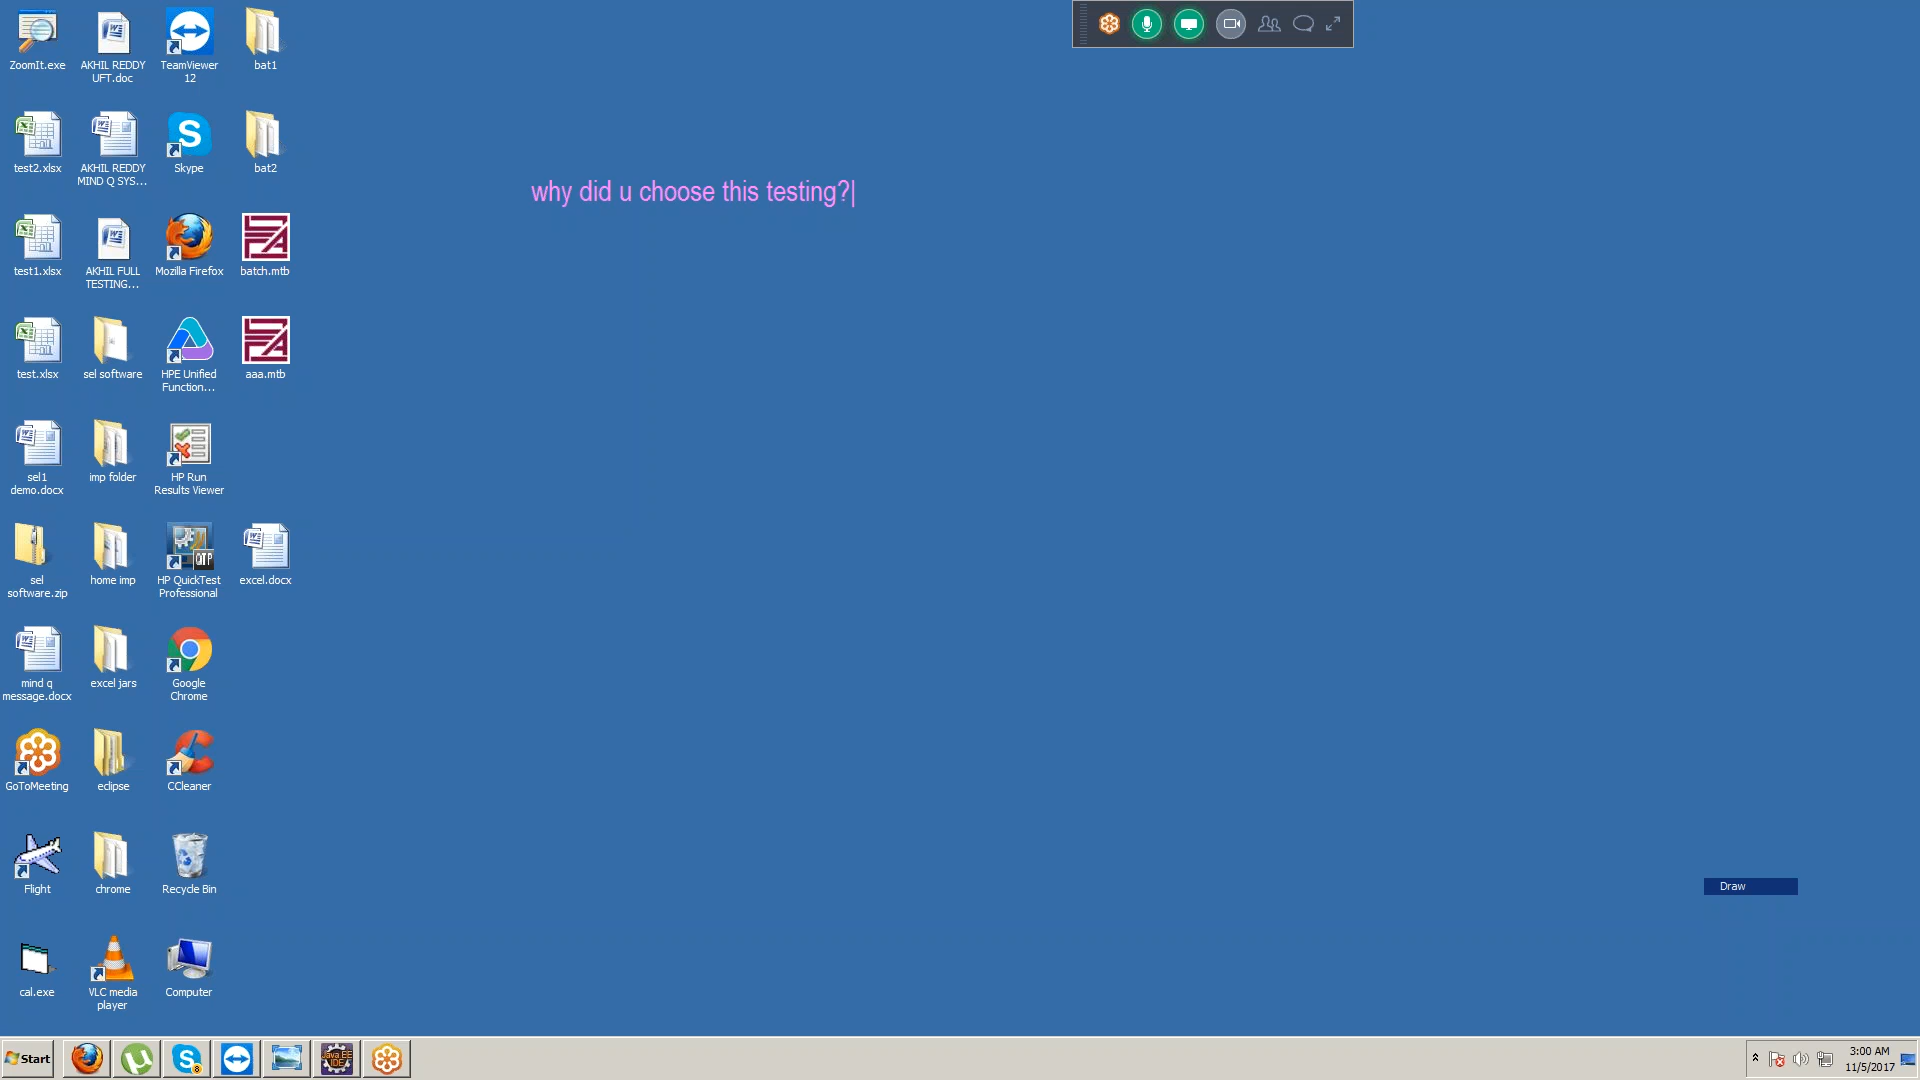 ZoomIt.exe
AKHIL REDDY
UFT.doc
TeamViewer
12
bat1
test2.xlsx
AKHIL REDDY
MIND Q SYS...
Skype
bat2
why did u choose this testing?
test1.xlsx
AKHIL FULL
TESTING...
Mozilla Firefox
batch.mtb
test.xlsx
sel software
HPE Unified
Function...
aaa.mtb
sel1
demo.docx
imp folder
HP Run
Results Viewer
sel
software.zip
home imp
QTP
HP QuickTest
Professional
excel.docx
mind q
message.docx
excel jars
Google
Chrome
GoToMeeting
eclipse
CCleaner
Flight
chrome
Recycle Bin
Draw
cal.exe
VLC media
player
Computer
Start
Java EE
IDE
3:00 AM
11/5/2017